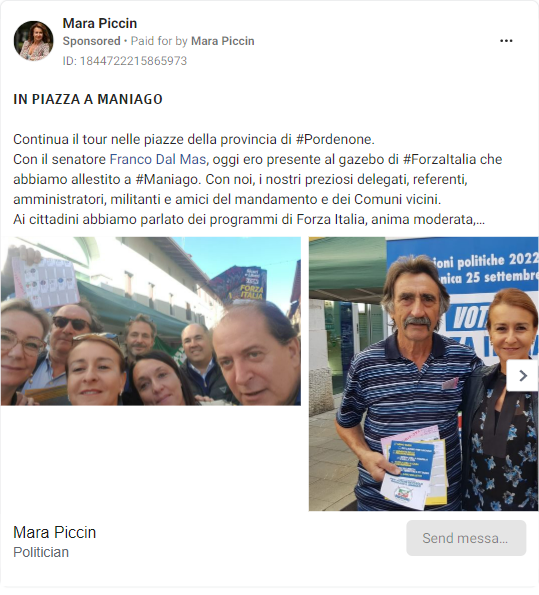 Mara Piccin
Sponsored • Paid for by Mara Piccin
ID: 1844722215865973
IN PIAZZA A MANIAGO
Continua il tour nelle piazze della provincia di #Pordenone.
Con il senatore Franco Dal Mas, oggi ero presente al gazebo di #ForzaItalia che
abbiamo allestito a #Maniago. Con noi, i nostri preziosi delegati, referenti,
amministratori, militanti e amici del mandamento e dei Comuni vicini.
Ai cittadini abbiamo parlato dei programmi di Forza Italia, anima moderata,...
FORZA
ITALIA
ioni politiche 2022
nica 25 settembre
VOT
Mara Piccin
Politician
Send messa...